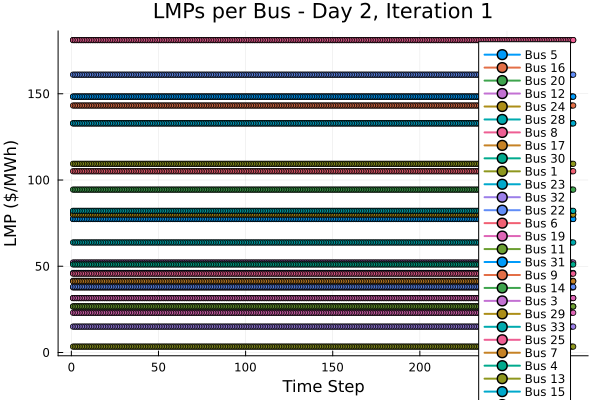 LMPs per Bus - Day 2, Iteration 1
LMP ($/MWh)
150
100
50
0
0
50
100
150
200
Time Step
Bus 5
Bus 16
Bus 20
Bus 12
Bus 24
Bus 28
Bus 8
Bus 17
Bus 30
Bus 1
Bus 23
Bus 32
Bus 22
Bus 6
Bus 19
Bus 11
Bus 31
Bus 9
Bus 14
Bus 3
Bus 29
Bus 33
Bus 25
Bus 7
Bus 4
Bus 13
Bus 15